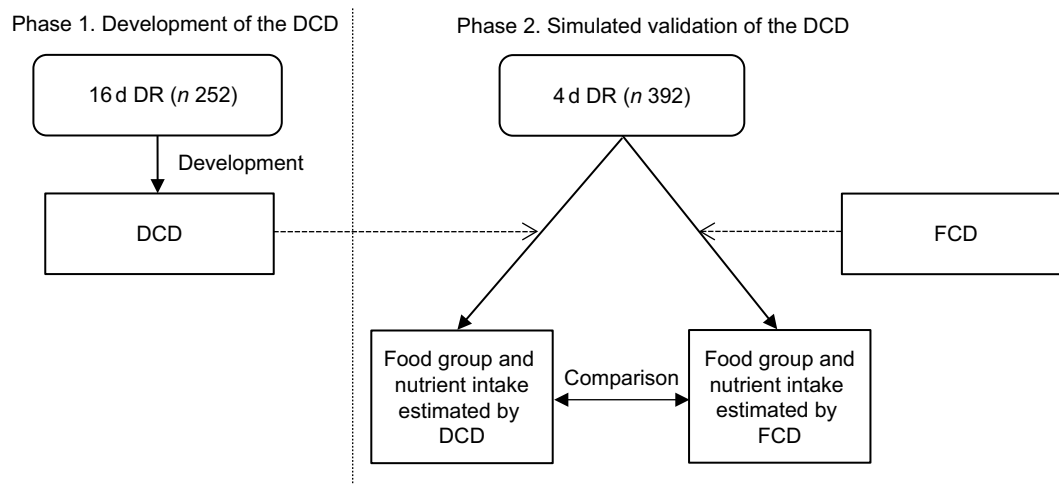 Phase 1. Development of the DCD
Phase 2. Simulated validation of the DCD
16 d DR (n 252)
4 d DR (n 392)
Development
DCD
FCD
Food group and
nutrient intake
estimated by
DCD
Comparison
Food group and
nutrient intake
estimated by
FCD